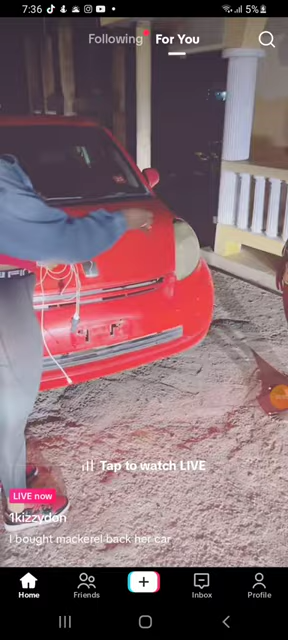 7:36
5%
Following
For You
Tap to watch LIVE
LIVE now
1kizzydon
I bought mackerel back her car
Home
Friends
Inbox
Profile